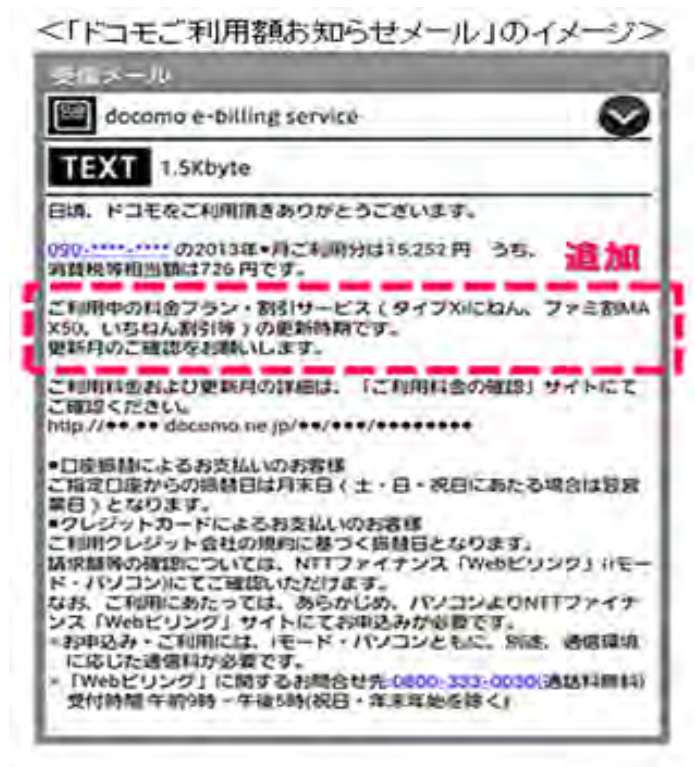 ＜「ドコモご利用額お知らせメール」のイメージ＞
受信メール
docomo e-billing service
TEXT 1.5Kbyte
日頃、ドコモをご利用頂きありがとうございます。
090-****-**** の2013年*月ご利用分は15,252 円 うち、
消費税等相当額は726 円です。
追加
ご利用中の料金プラン・割引サービス ( タイプXiにねん、ファミ割MA
X50、いちねん割引等 ) の更新時期です。
更新月のご確認をお願いします。
ご利用料金および更新月の詳細は、「ご利用料金の確認」サイトにて
ご確認ください。
http://●●.●● docomo.ne.jp/●●/●●●/●●●●●●●●
●口座振替によるお支払いのお客様
ご指定口座からの振替日は月末日 ( 土・日・祝日にあたる場合は翌営
業日 ) となります。
●クレジットカードによるお支払いのお客様
ご利用クレジット会社の規約に基づく振替日となります。
請求額等の確認については、NTTファイナンス「Webビリング」(iモー
ド・パソコン)にてご確認いただけます。
なお、ご利用にあたっては、あらかじめ、パソコンよりNTTファイナ
ンス「Webビリング」サイトにてお申込みが必要です。
※お申込み・ご利用には、iモード・パソコンともに、別途、通信環境
に応じた通信料が必要です。
※「Webビリング」に関するお問合せ先:0800-333-0030(通話料無料)
受付時間 午前9時－午後5時(祝日・年末年始を除く)